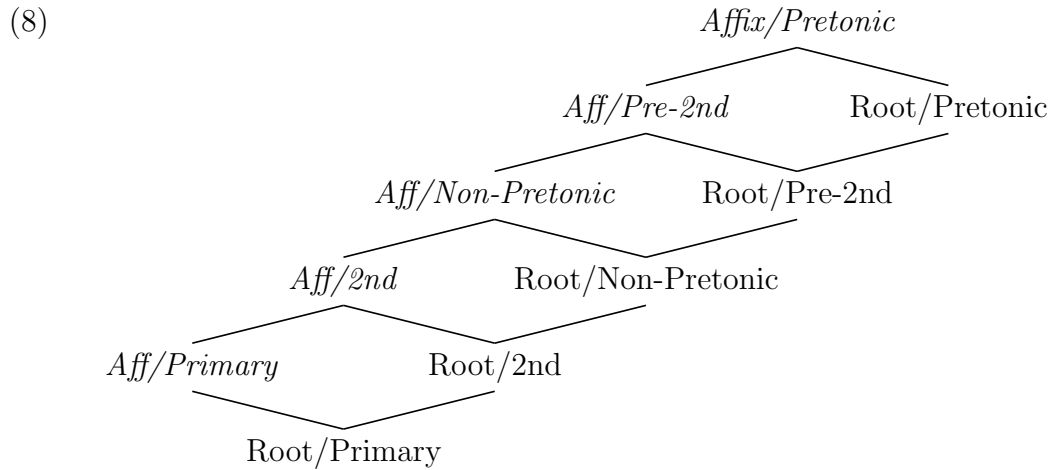 (8)
Affix/Pretonic
Aff/Pre-2nd Root/Pretonic
Aff/Non-Pretonic Root/Pre-2nd
Aff/2nd Root/Non-Pretonic
Aff/Primary Root/2nd
Root/Primary